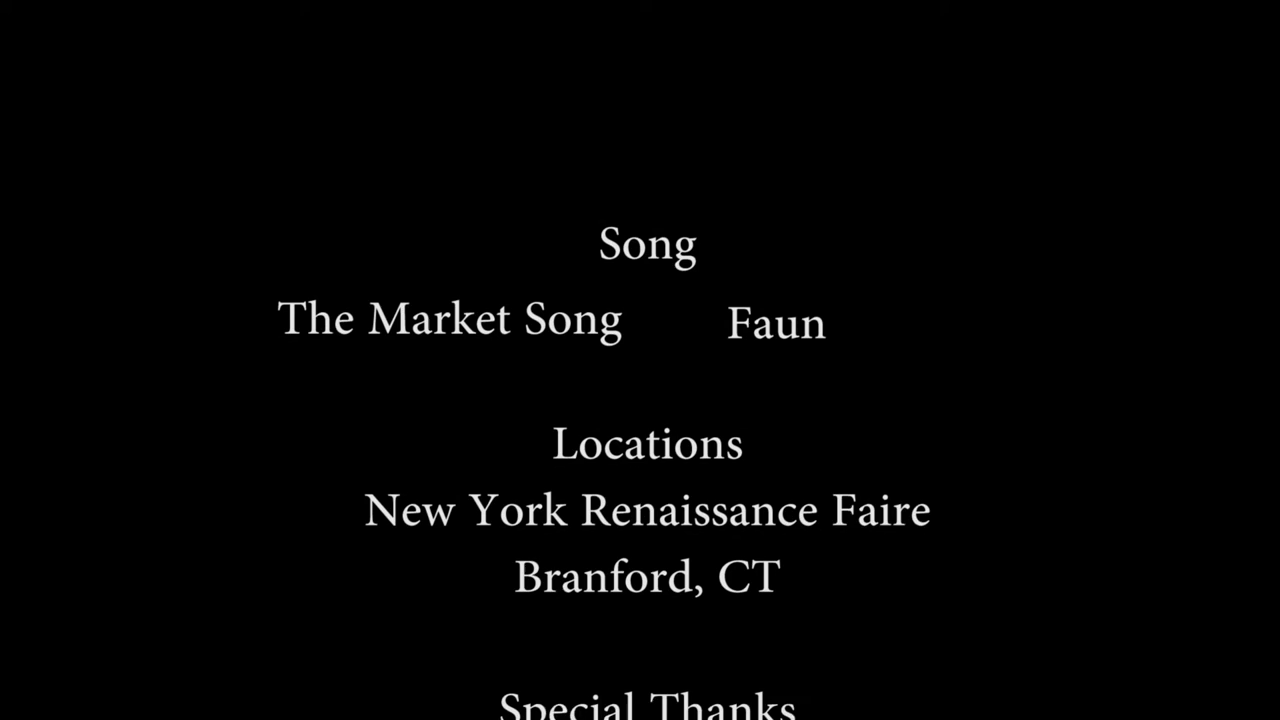 Song
The Market Song Faun
Locations
New York Renaissance Faire
Branford, CT
Special Thanks